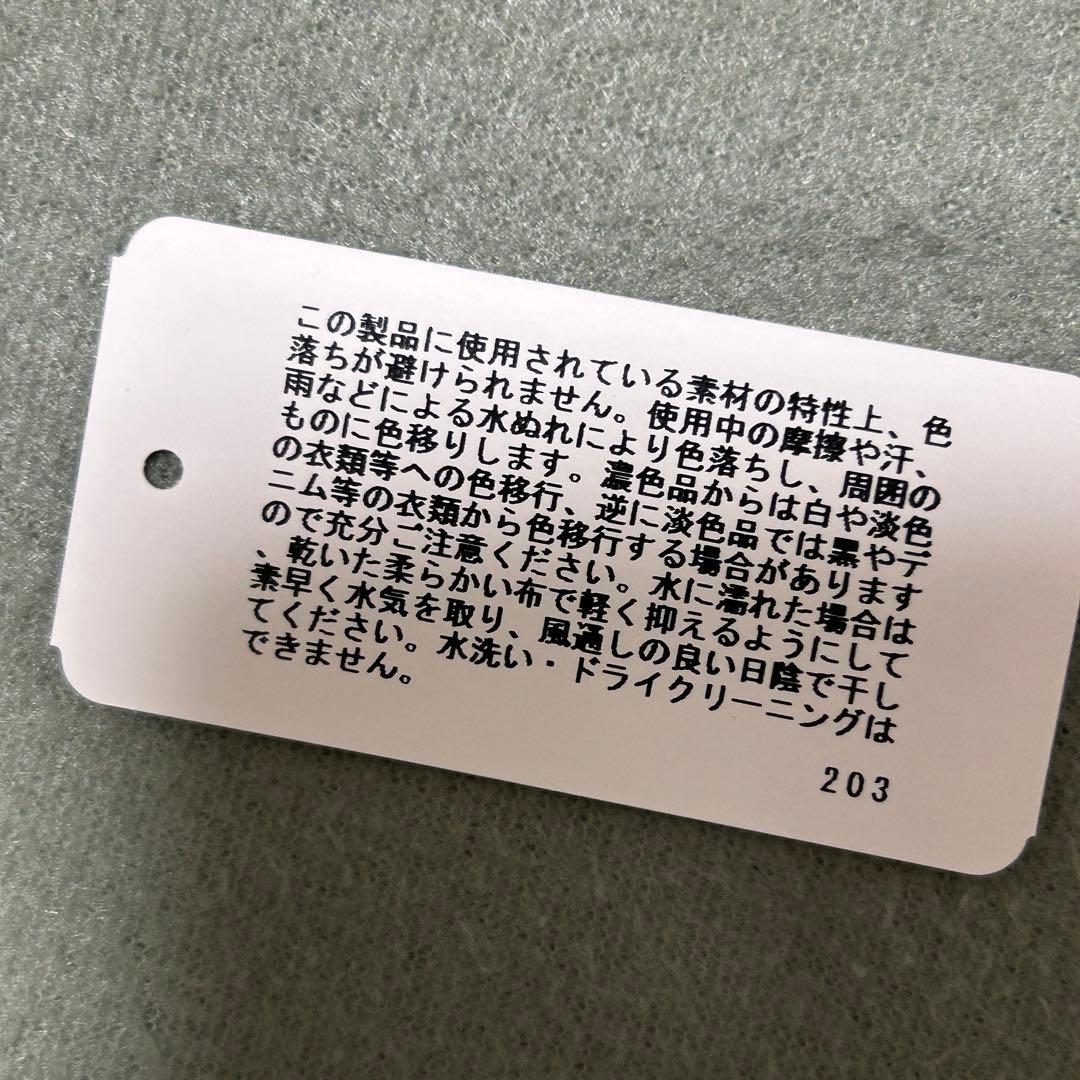 この製品に使用されている素材の特性上、色
落ちが避けられません。使用中の摩擦や汗、
雨などによる水ぬれにより色落ちし、周囲の
ものに色移りします。濃色品からは白や淡色
の衣類等への色移行、逆に淡色品では黒やデ
ニム等の衣類から色移行する場合があります
ので充分ご注意ください。水に濡れた場合は
、乾いた柔らかい布で軽く抑えるようにして
素早く水気を取り、風通しの良い日陰で干し
てください。水洗い・ドライクリーニングは
できません。
203